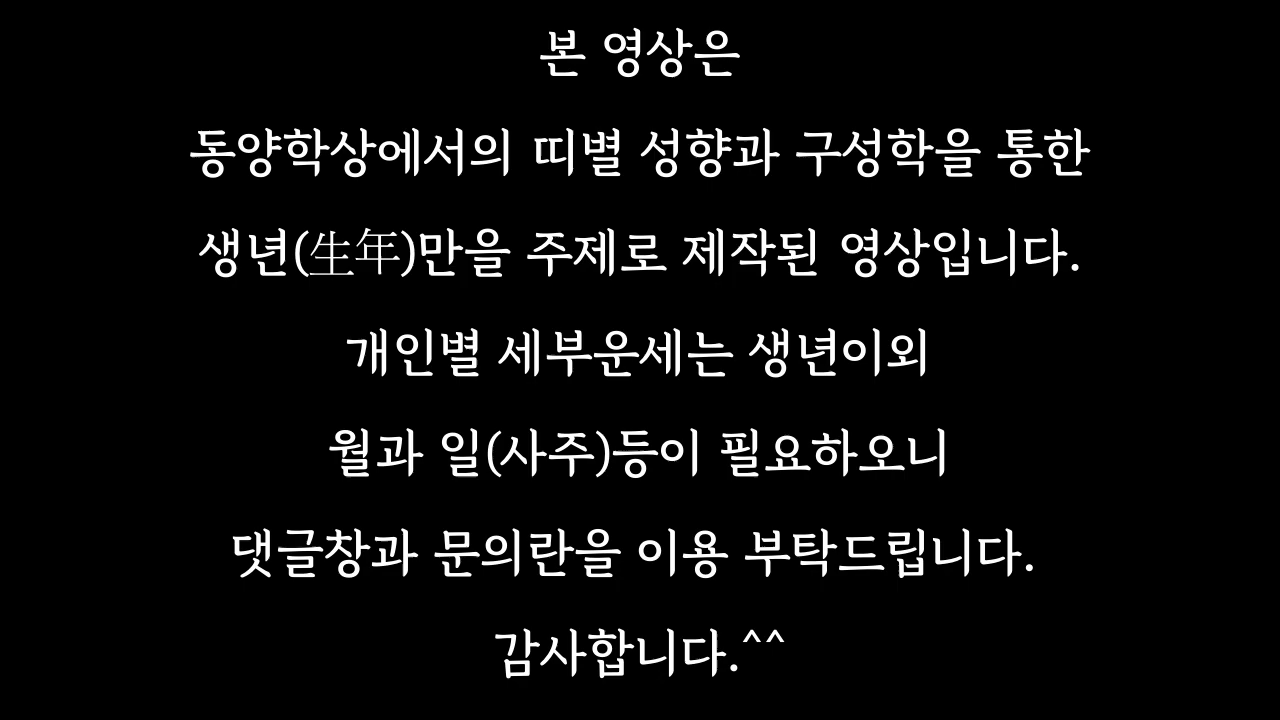 본 영상은
동양학상에서의 띠별 성향과 구성학을 통한
생년(生年)만을 주제로 제작된 영상입니다.
개인별 세부운세는 생년이외
월과 일(사주)등이 필요하오니
댓글창과 문의란을 이용 부탁드립니다.
감사합니다.^^